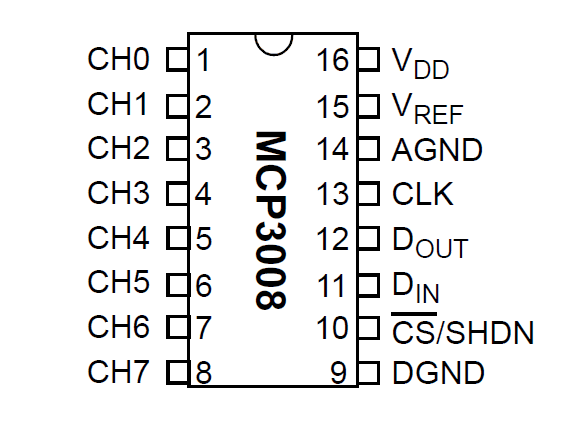 CH0 1 16 VDD
CH1 2 15 VREF
CH2 3 14 AGND
CH3 4 13 CLK
CH4 5 12 DOUT
CH5 6 11 DIN
CH6 7 10 C̅S̅/SHDN
CH7 8 9 DGND
MCP3008